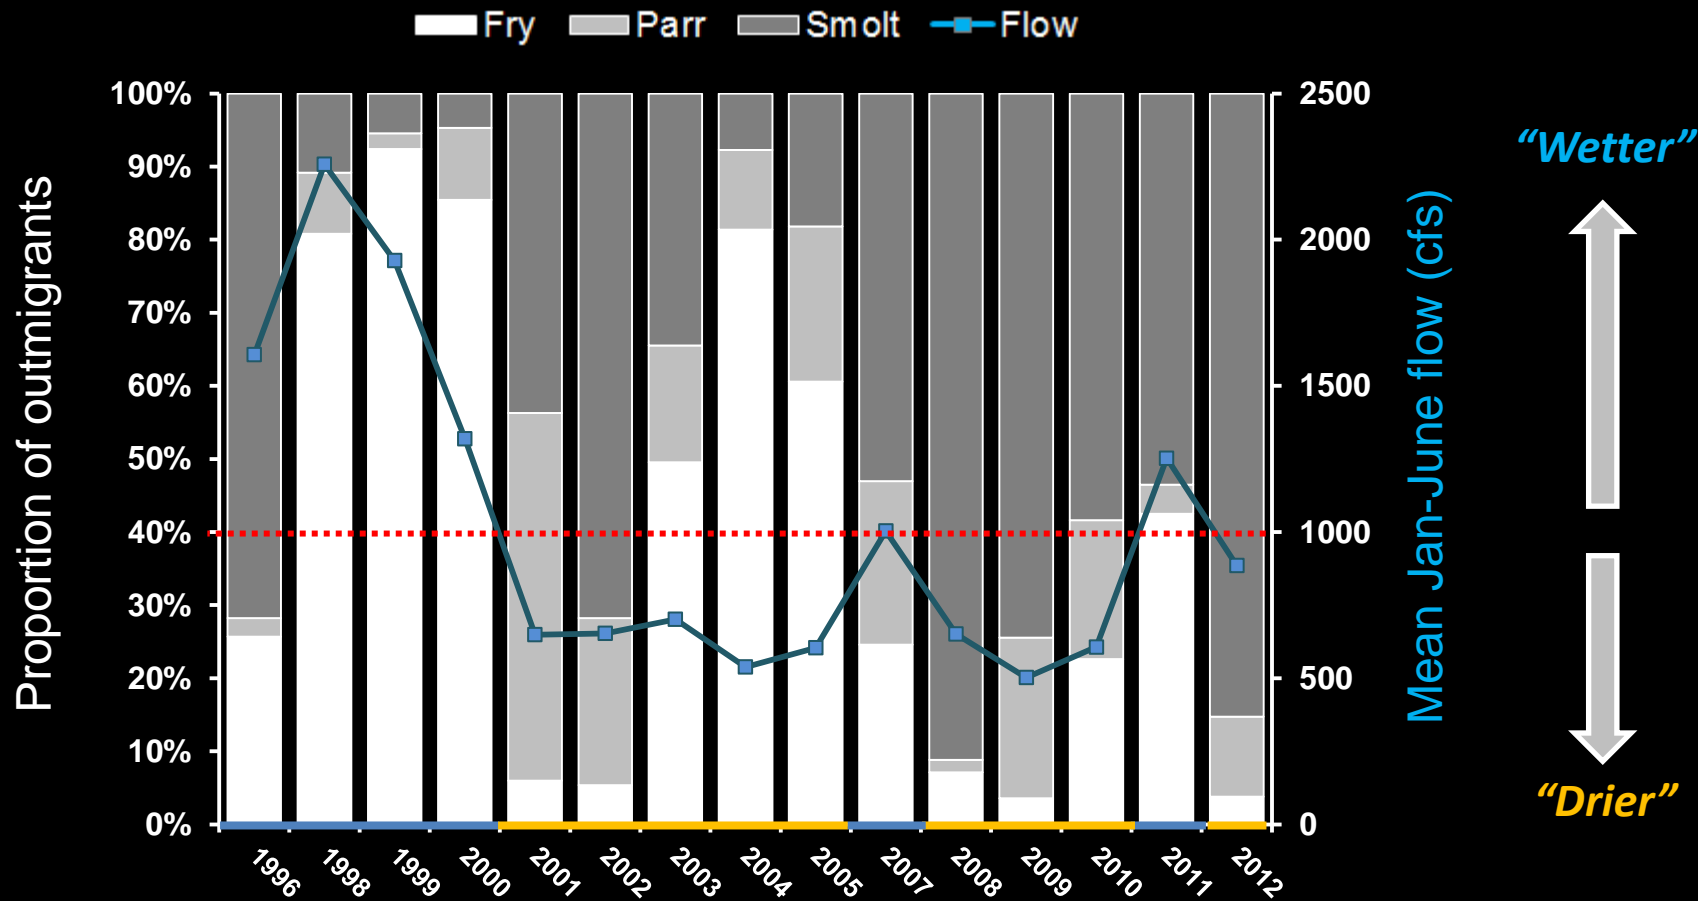 Fry Parr Smolt Flow
100%
90%
80%
70%
60%
50%
40%
30%
20%
10%
0%
Proportion of outmigrants
2500
2000
1500
1000
500
0
Mean Jan-June flow (cfs)
“Wetter”
“Drier”
1996 1998 1999 2000 2001 2002 2003 2004 2005 2007 2008 2009 2010 2011 2012